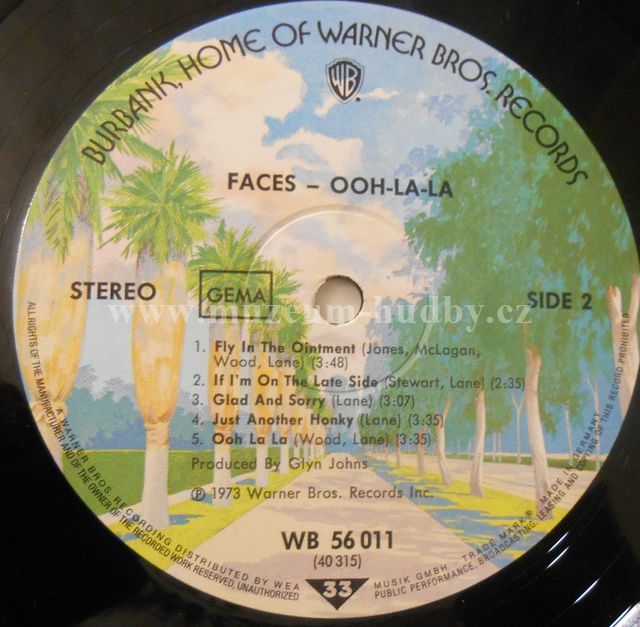 BURBANK, HOME OF WARNER BROS. RECORDS
WB
FACES – OOH-LA-LA
STEREO
GEMA
SIDE 2
www.muzeum-hudby.cz
1. Fly In The Ointment (Jones, McLagan,
Wood, Lane) (3:48)
2. If I'm On The Late Side (Stewart, Lane) (2:35)
3. Glad And Sorry (Lane) (3:07)
4. Just Another Honky (Lane) (3:35)
5. Ooh La La (Wood, Lane) (3:35)
Produced By Glyn Johns
℗ 1973 Warner Bros. Records Inc.
WB 56 011
(40 315)
33
A WARNER BROS. RECORDING DISTRIBUTED BY WEA MUSIK GMBH. TRADE MARK® MADE IN GERMANY
ALL RIGHTS OF THE MANUFACTURER AND OF THE OWNER OF THE RECORDED WORK RESERVED, UNAUTHORIZED PUBLIC PERFORMANCE, BROADCASTING, LEASING AND COPYING OF THIS RECORD PROHIBITED